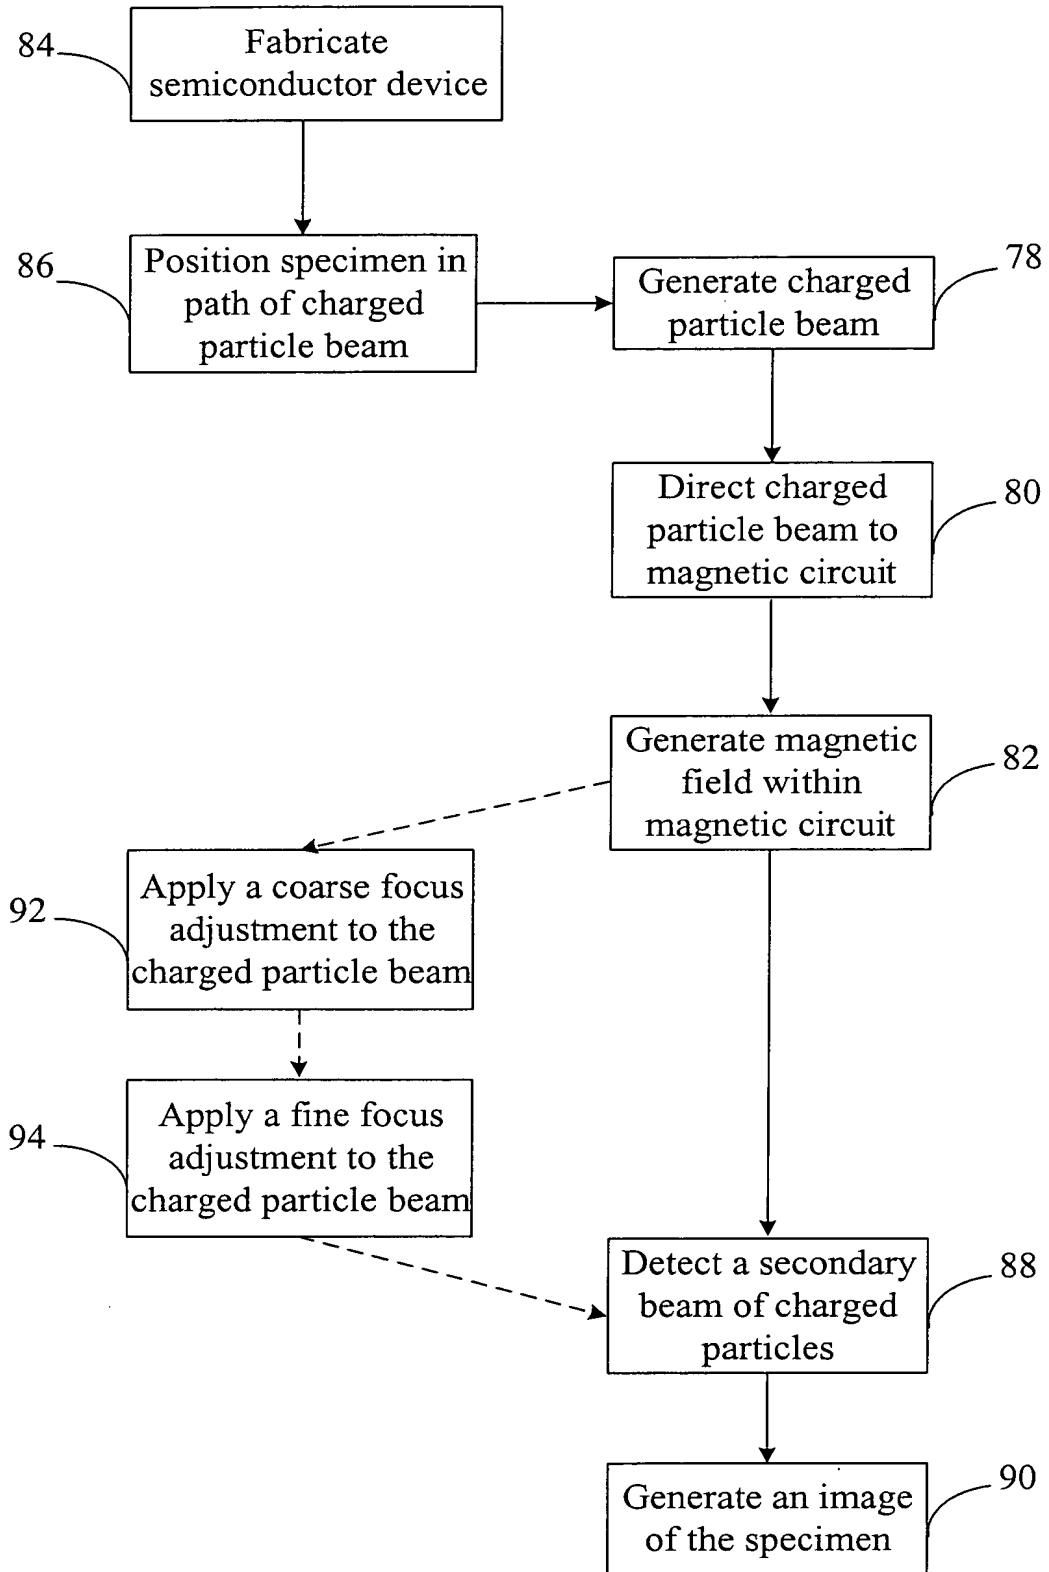 84
Fabricate
semiconductor device
86
Position specimen in
path of charged
particle beam
78
Generate charged
particle beam
80
Direct charged
particle beam to
magnetic circuit
82
Generate magnetic
field within
magnetic circuit
92
Apply a coarse focus
adjustment to the
charged particle beam
94
Apply a fine focus
adjustment to the
charged particle beam
88
Detect a secondary
beam of charged
particles
90
Generate an image
of the specimen